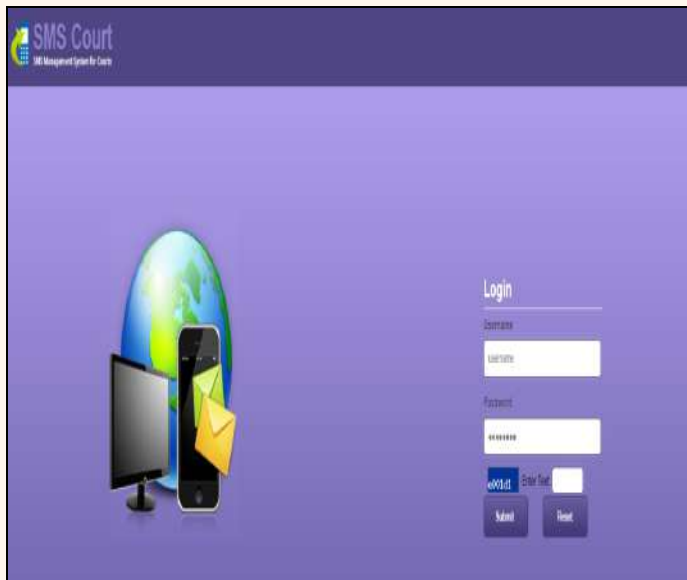 SMS Court
SMS Management System for Courts
Login
Username
username
Password
********
Enter Text
Submit
Reset